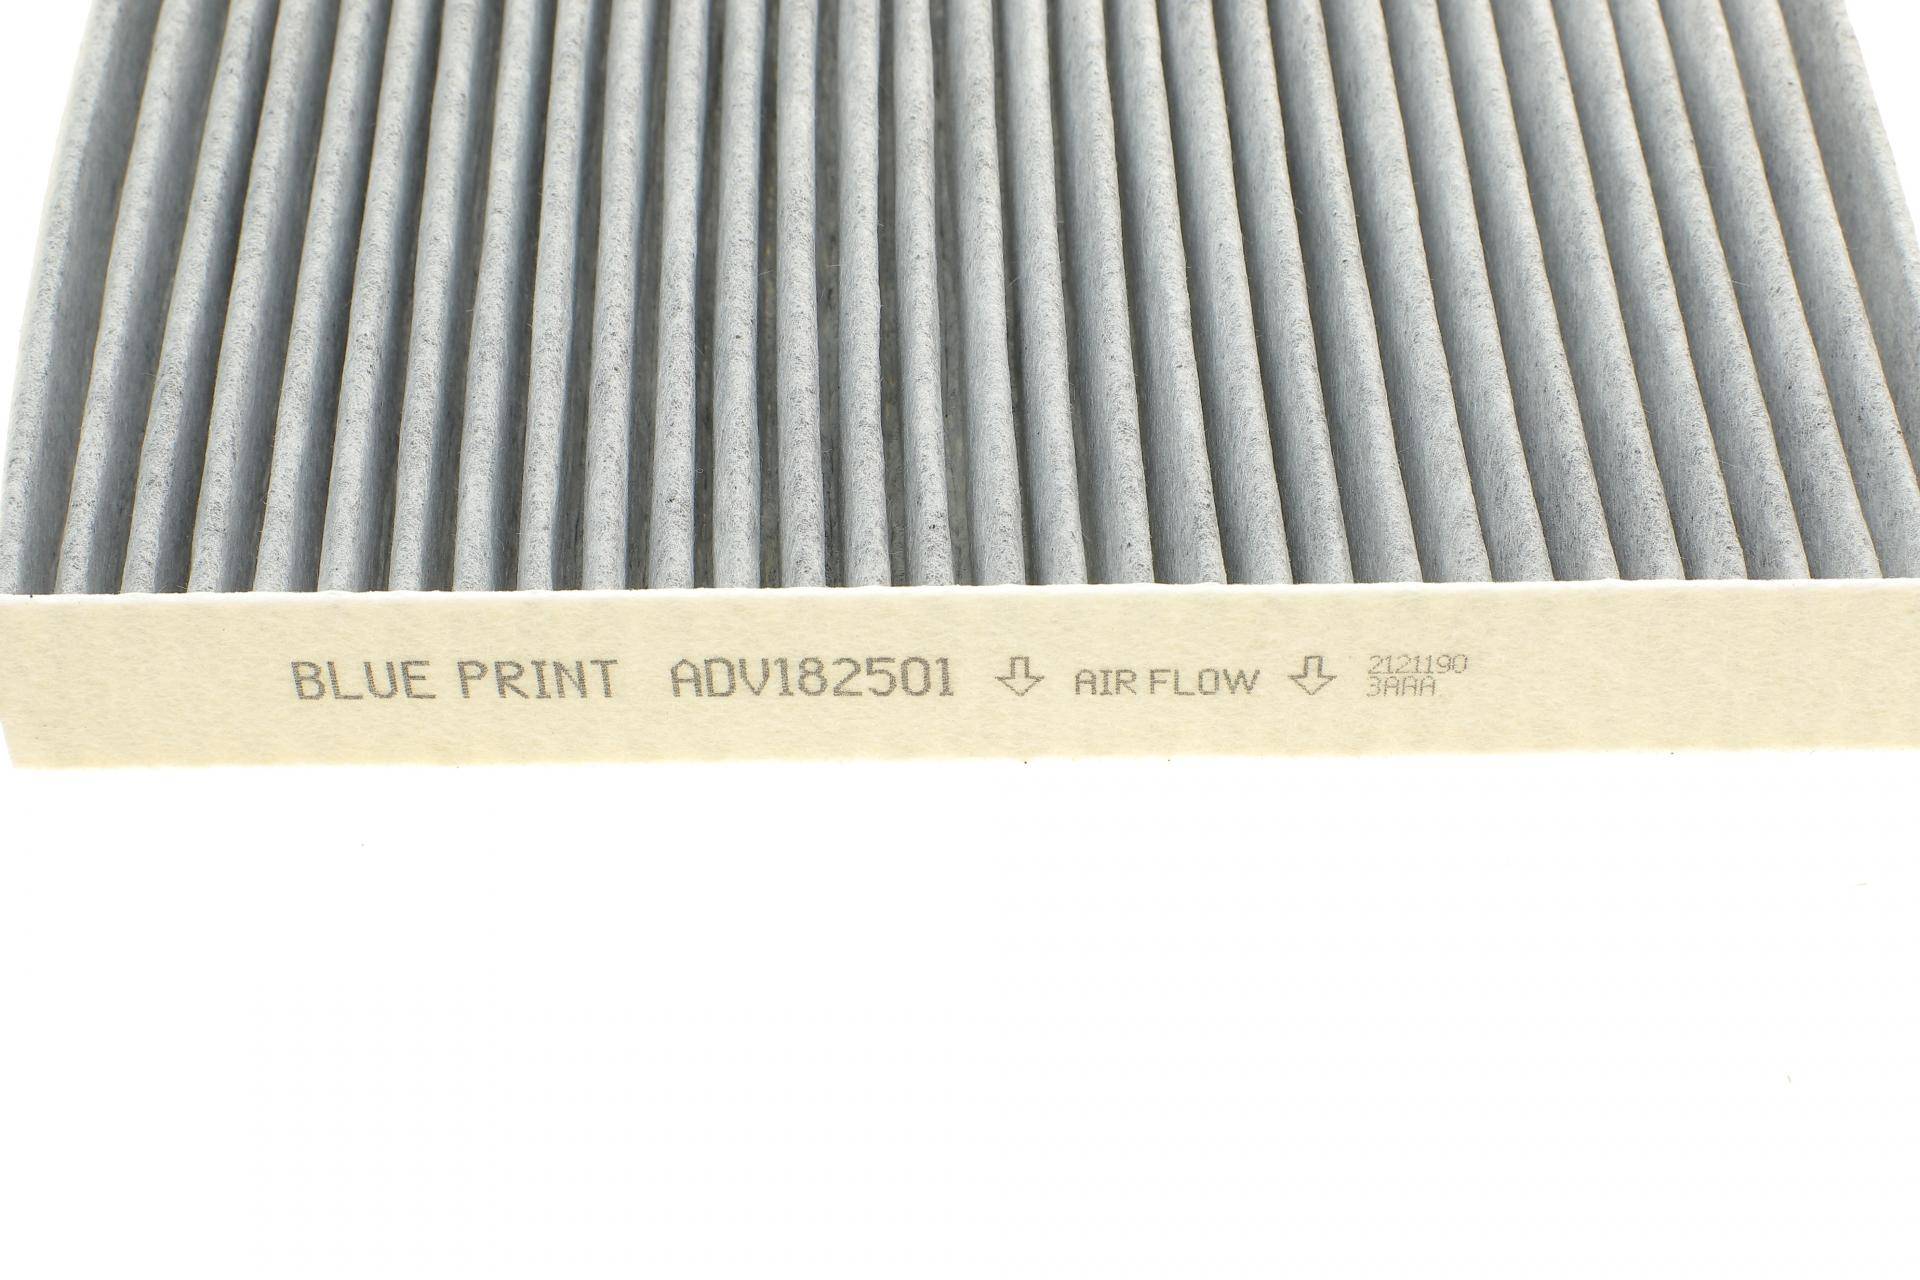 BLUE PRINT ADV182501 ⇩ AIR FLOW ⇩ 2121190
3AAA